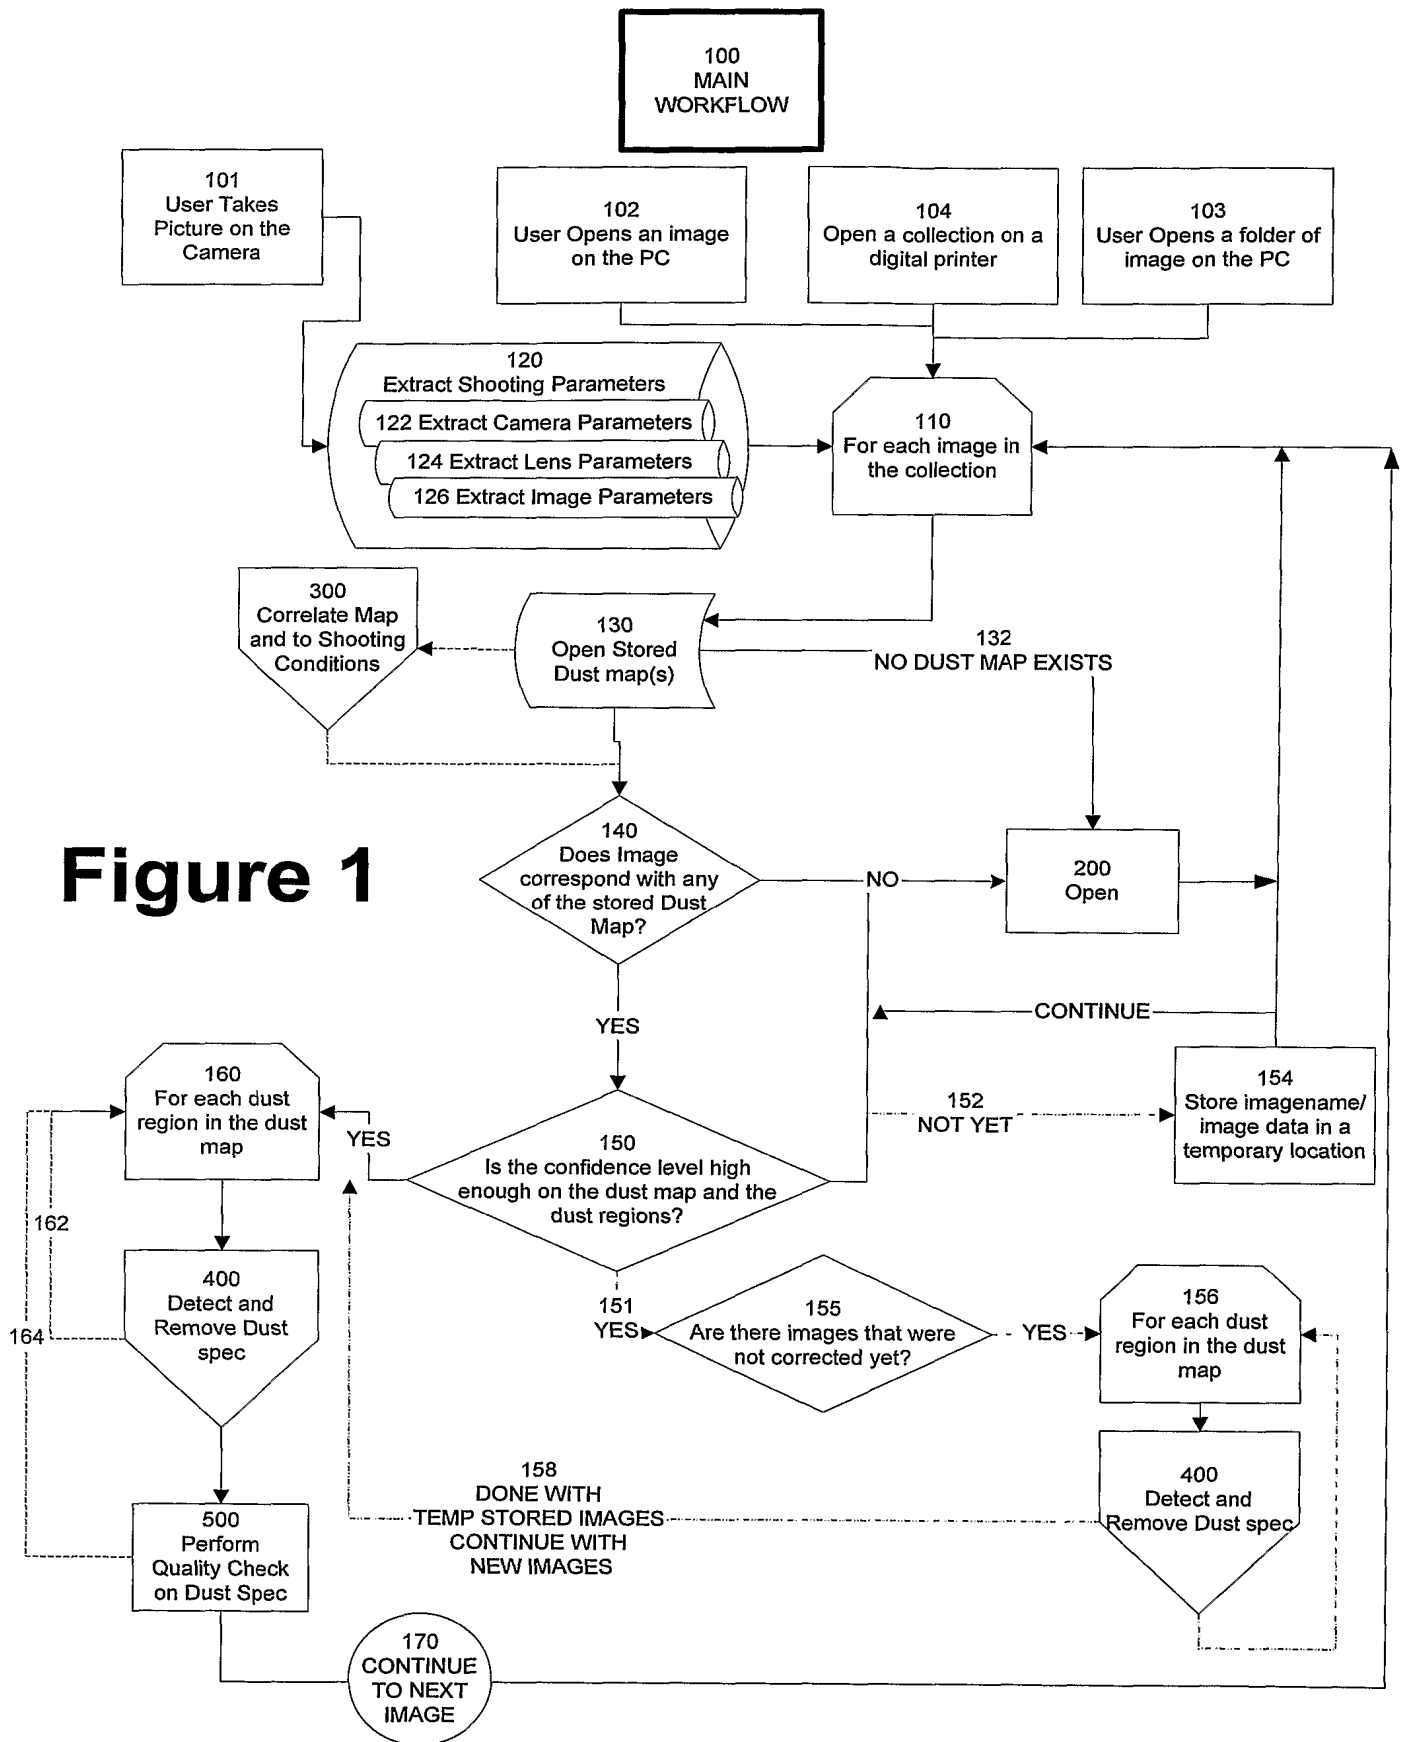 100
MAIN
WORKFLOW
101
User Takes
Picture on the
Camera
102
User Opens an image
on the PC
104
Open a collection on a
digital printer
103
User Opens a folder of
image on the PC
120
Extract Shooting Parameters
122 Extract Camera Parameters
124 Extract Lens Parameters
126 Extract Image Parameters
110
For each image in
the collection
300
Correlate Map
and to Shooting
Conditions
130
Open Stored
Dust map(s)
132
NO DUST MAP EXISTS
Figure 1
140
Does Image
correspond with any
of the stored Dust
Map?
NO
200
Open
YES
CONTINUE
160
For each dust
region in the dust
map
YES
150
Is the confidence level high
enough on the dust map and the
dust regions?
152
NOT YET
154
Store imagename/
image data in a
temporary location
162
164
400
Detect and
Remove Dust
spec
151
YES
155
Are there images that were
not corrected yet?
YES
156
For each dust
region in the dust
map
158
DONE WITH
TEMP STORED IMAGES
CONTINUE WITH
NEW IMAGES
400
Detect and
Remove Dust spec
500
Perform
Quality Check
on Dust Spec
170
CONTINUE
TO NEXT
IMAGE